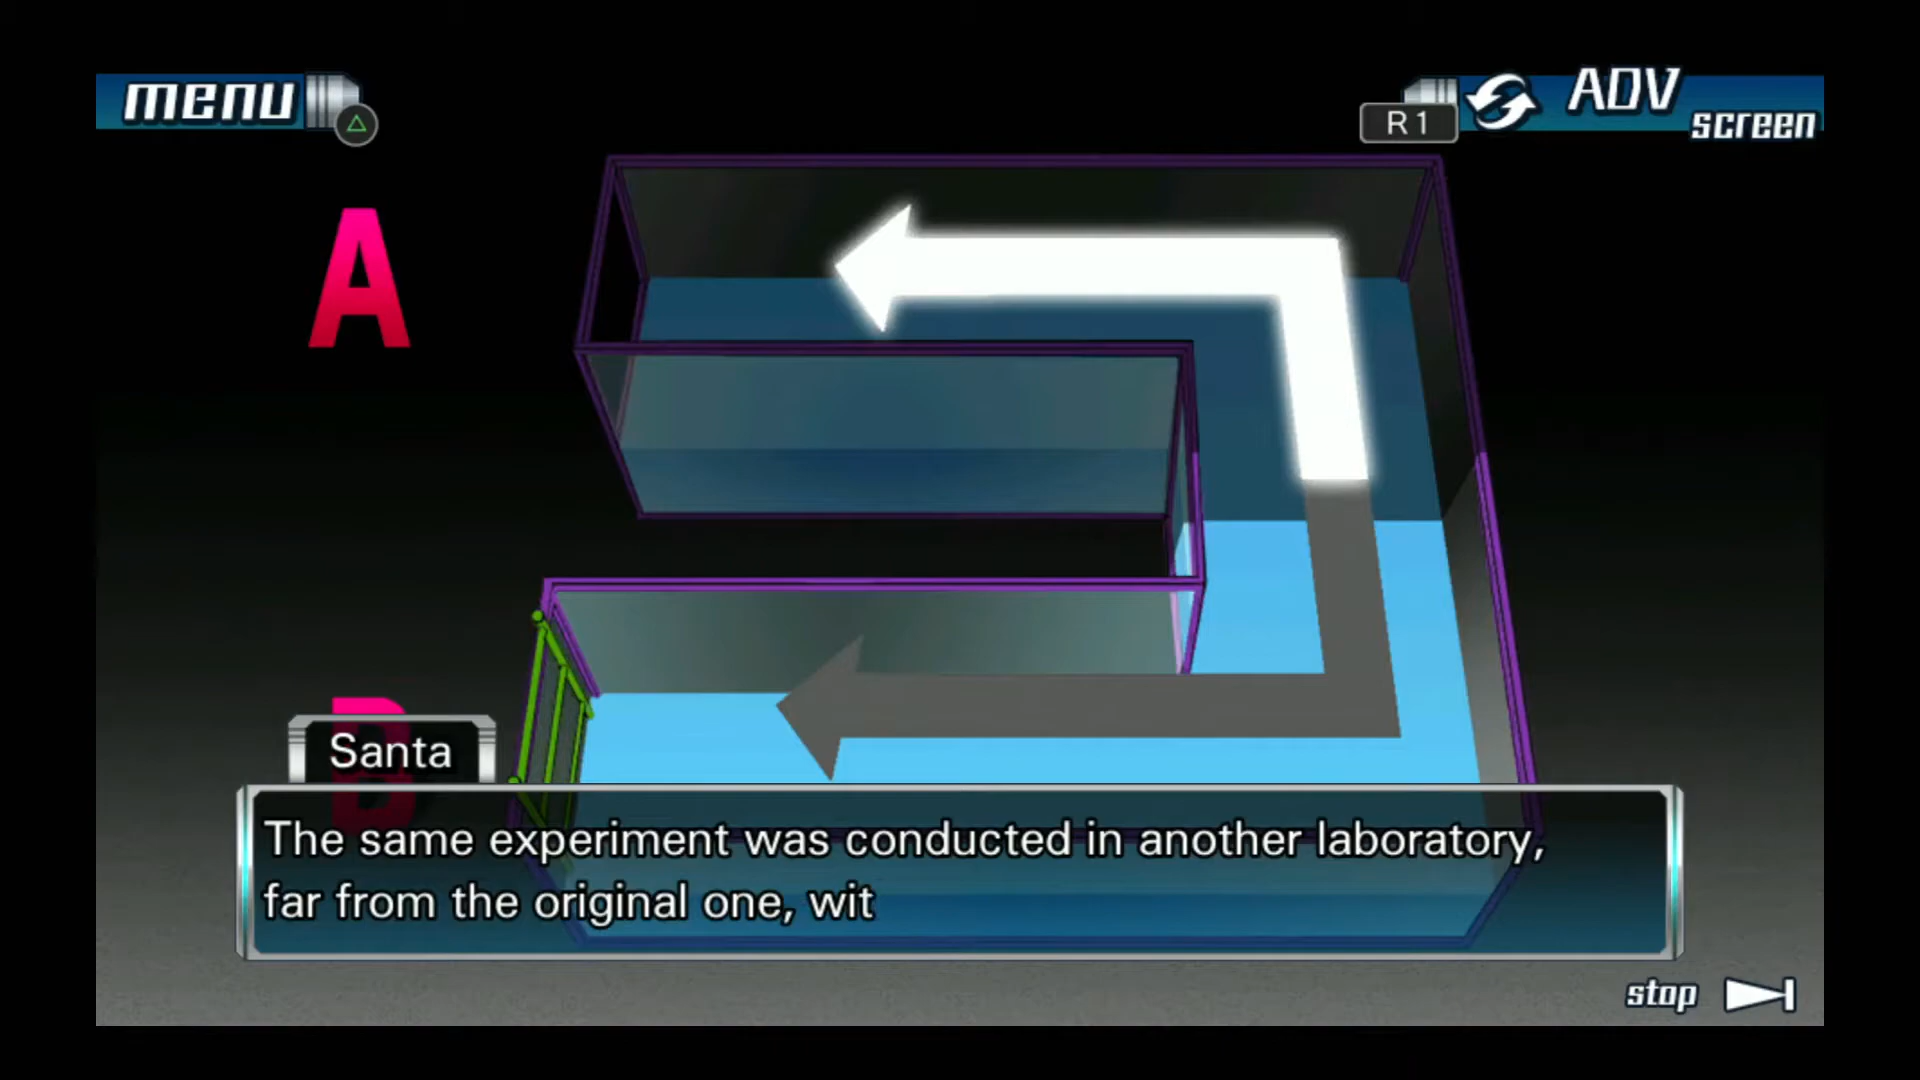 menu
R1
ADV
screen
A
B
Santa
The same experiment was conducted in another laboratory,
far from the original one, wit
stop